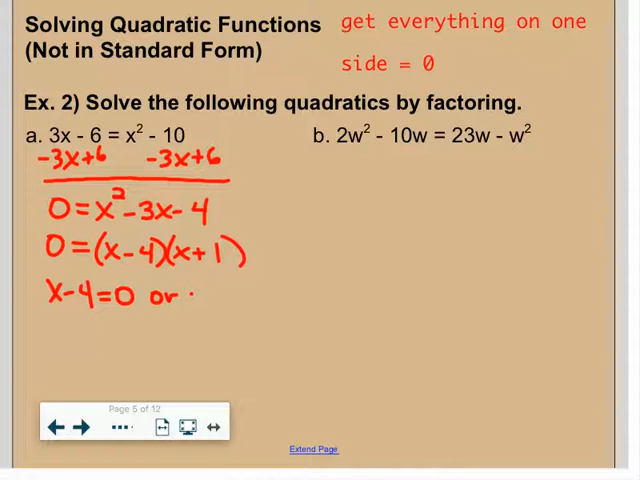 Solving Quadratic Functions
(Not in Standard Form)
get everything on one
side = 0
Ex. 2) Solve the following quadratics by factoring.
a. 3x - 6 = x² - 10
b. 2w² - 10w = 23w - w²
-3x+6 -3x+6
0 = x² - 3x - 4
0 = (x - 4)(x + 1)
x - 4 = 0 or
Page 5 of 12
Extend Page